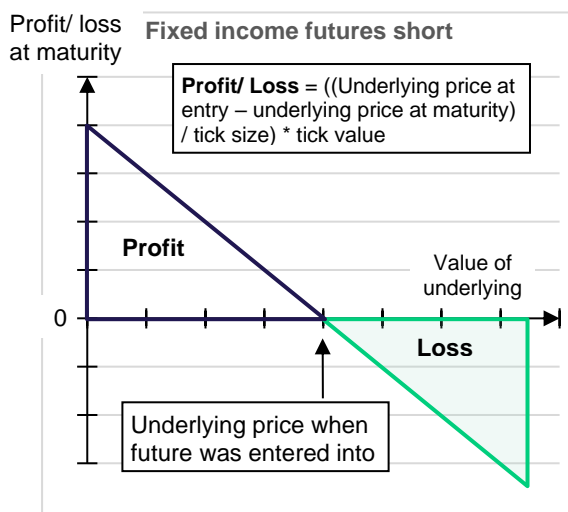 Profit/ loss
at maturity
Fixed income futures short
Profit/ Loss = ((Underlying price at
entry – underlying price at maturity)
/ tick size) * tick value
Profit
Value of
underlying
0
Loss
Underlying price when
future was entered into